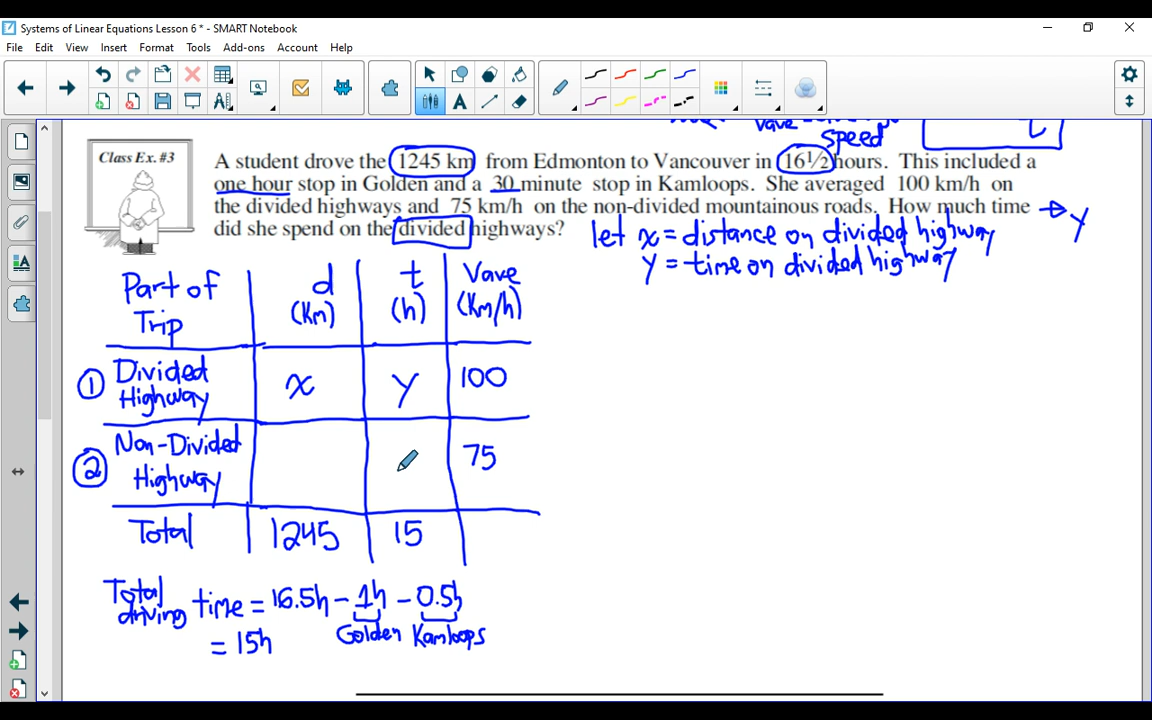 Systems of Linear Equations Lesson 6 * - SMART Notebook
File Edit View Insert Format Tools Add-ons Account Help
speed
Class Ex. #3
A student drove the 1245 km from Edmonton to Vancouver in 16½ hours. This included a
one hour stop in Golden and a 30 minute stop in Kamloops. She averaged 100 km/h on
the divided highways and 75 km/h on the non-divided mountainous roads. How much time
did she spend on the divided highways?
→ y
let x = distance on divided highway
y = time on divided highway
Part of Trip
d (Km)
t (h)
Vave (Km/h)
① Divided Highway
x
y
100
② Non-Divided Highway
75
Total
1245
15
Total driving time = 16.5h - 1h - 0.5h
Golden Kamloops
= 15h